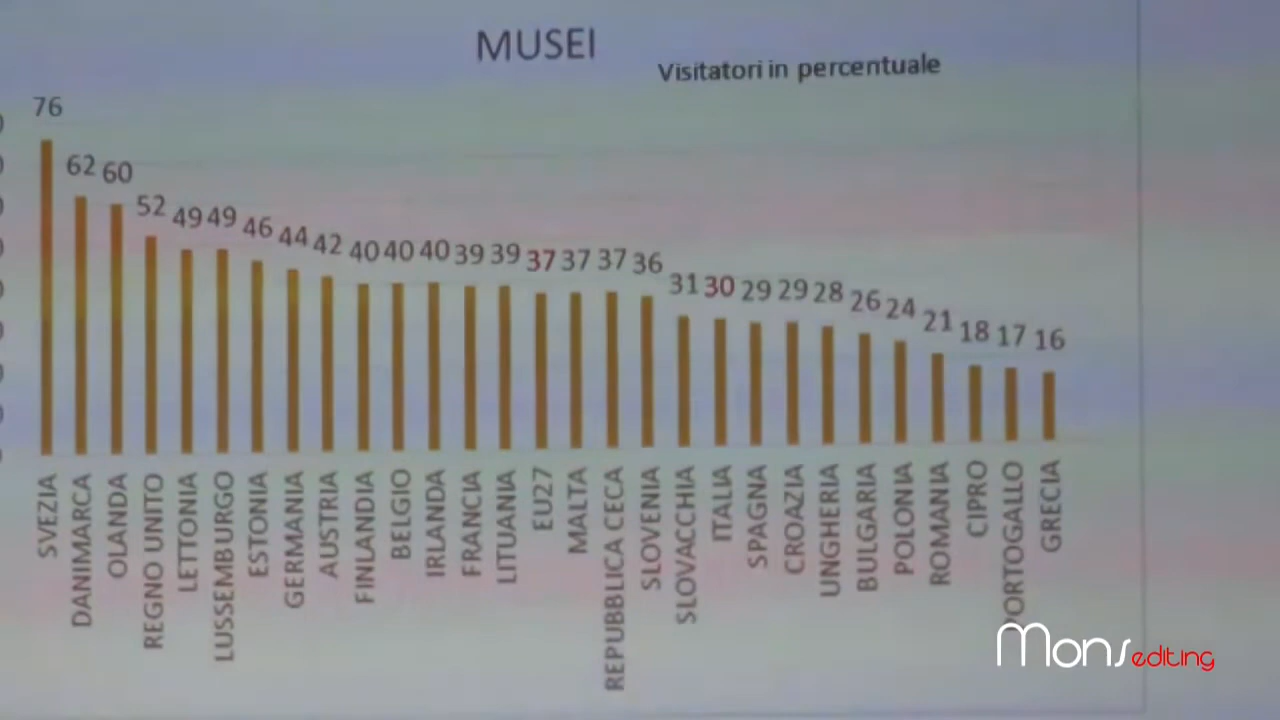 MUSEI
Visitatori in percentuale
76 62 60 52 49 49 46 44 42 40 40 40 39 39 37 37 37 36 31 30 29 29 28 26 24 21 18 17 16
SVEZIA
DANIMARCA
OLANDA
REGNO UNITO
LETTONIA
LUSSEMBURGO
ESTONIA
GERMANIA
AUSTRIA
FINLANDIA
BELGIO
IRLANDA
FRANCIA
LITUANIA
EU27
MALTA
REPUBBLICA CECA
SLOVENIA
SLOVACCHIA
ITALIA
SPAGNA
CROAZIA
UNGHERIA
BULGARIA
POLONIA
ROMANIA
CIPRO
PORTOGALLO
GRECIA
Mons editing